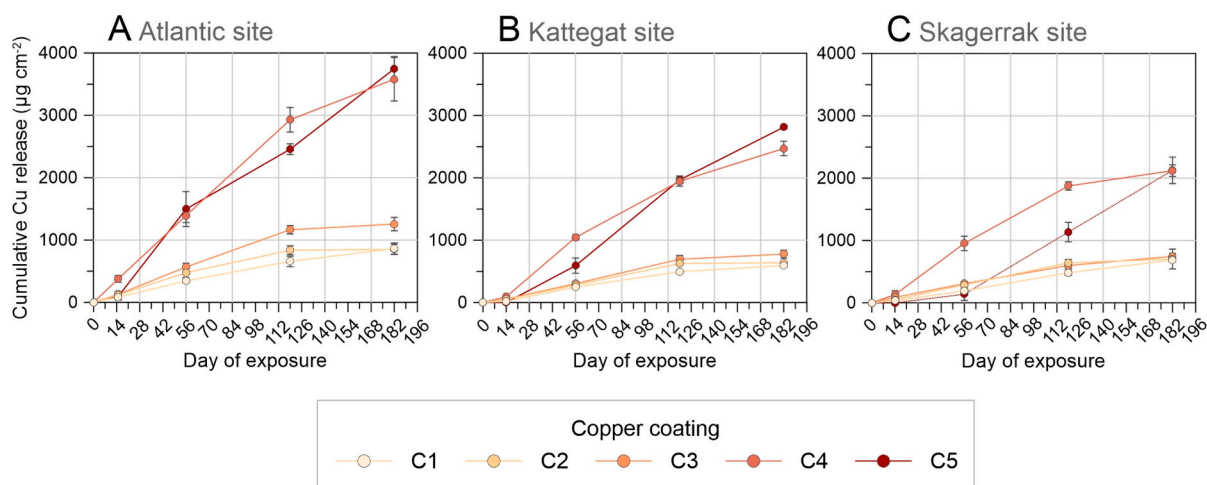 A Atlantic site
B Kattegat site
C Skagerrak site
Cumulative Cu release (µg cm⁻²)
4000
3000
2000
1000
0
0 14 28 42 56 70 84 98 112 126 140 154 168 182 196
Day of exposure
4000
3000
2000
1000
0
0 14 28 42 56 70 84 98 112 126 140 154 168 182 196
Day of exposure
4000
3000
2000
1000
0
0 14 28 42 56 70 84 98 112 126 140 154 168 182 196
Day of exposure
Copper coating
C1 C2 C3 C4 C5